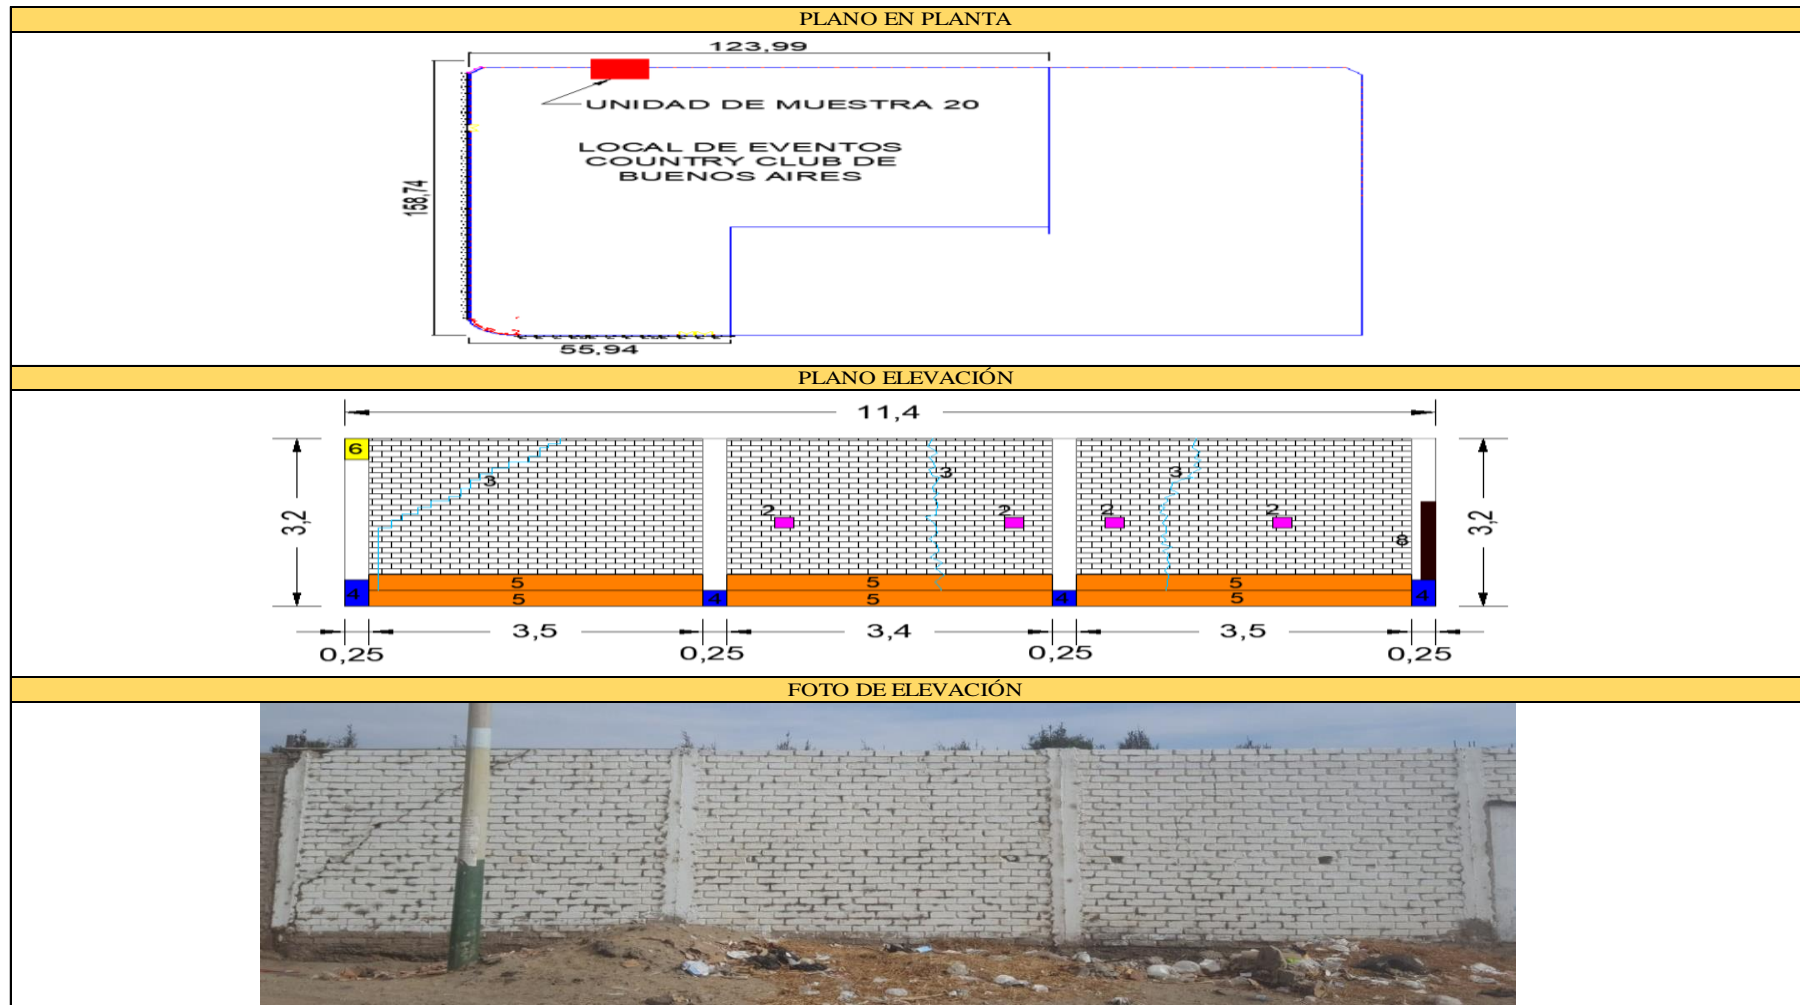 PLANO EN PLANTA
123,99
UNIDAD DE MUESTRA 20
LOCAL DE EVENTOS
COUNTRY CLUB DE
BUENOS AIRES
158,74
55,94
PLANO ELEVACIÓN
11,4
6
3 3 3
2 2 2 2
3,2 3,2
8
5 5 5
4 5 4 5 4 5 4
3,5 3,4 3,5
0,25 0,25 0,25 0,25
FOTO DE ELEVACIÓN